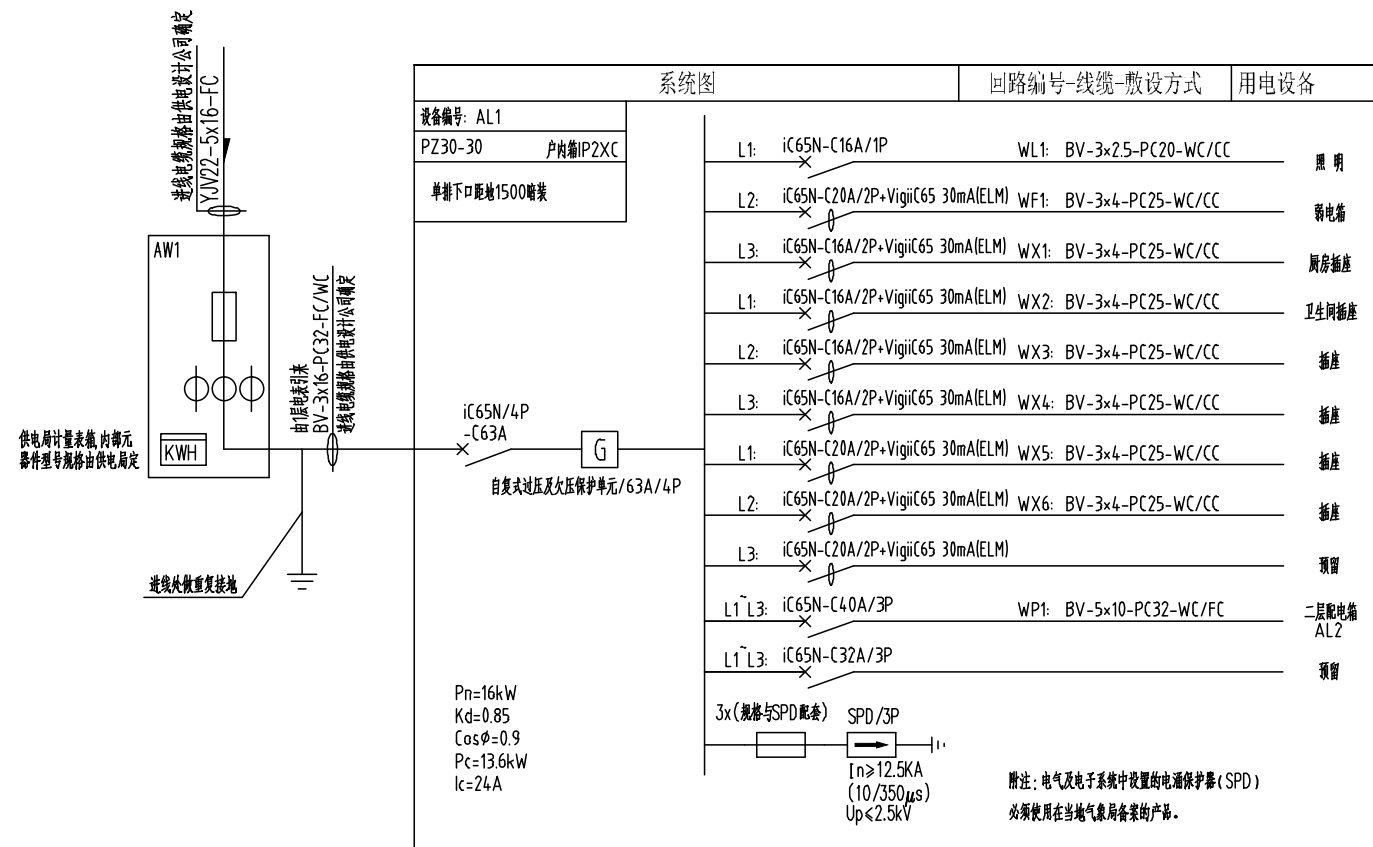 进线电缆规格由供电设计公司确定
YJV22-5x16-FC
AW1
KWH
供电局计量表箱,内部元
器件型号规格由供电局定
由1层电表引来
BV-3x16-PC32-FC/WC
进线电缆规格由供电设计公司确定
进线处做重复接地
系统图
回路编号-线缆-敷设方式
用电设备
设备编号: AL1
PZ30-30 户内箱IP2XC
单排下口距地1500暗装
iC65N/4P
-C63A
G
自复式过压及欠压保护单元/63A/4P
L1: iC65N-C16A/1P WL1: BV-3×2.5-PC20-WC/CC 照 明
L2: iC65N-C20A/2P+VigiiC65 30mA(ELM) WF1: BV-3×4-PC25-WC/CC 弱电箱
L3: iC65N-C16A/2P+VigiiC65 30mA(ELM) WX1: BV-3×4-PC25-WC/CC 厨房插座
L1: iC65N-C16A/2P+VigiiC65 30mA(ELM) WX2: BV-3×4-PC25-WC/CC 卫生间插座
L2: iC65N-C16A/2P+VigiiC65 30mA(ELM) WX3: BV-3×4-PC25-WC/CC 插座
L3: iC65N-C16A/2P+VigiiC65 30mA(ELM) WX4: BV-3×4-PC25-WC/CC 插座
L1: iC65N-C20A/2P+VigiiC65 30mA(ELM) WX5: BV-3×4-PC25-WC/CC 插座
L2: iC65N-C20A/2P+VigiiC65 30mA(ELM) WX6: BV-3×4-PC25-WC/CC 插座
L3: iC65N-C20A/2P+VigiiC65 30mA(ELM) 预留
L1~L3: iC65N-C40A/3P WP1: BV-5×10-PC32-WC/FC 二层配电箱
AL2
L1~L3: iC65N-C32A/3P 预留
Pn=16kW
Kd=0.85
Cosφ=0.9
Pc=13.6kW
Ic=24A
3x(规格与SPD配套) SPD/3P
In≥12.5KA
(10/350μs)
Up≤2.5kV
附注:电气及电子系统中设置的电涌保护器(SPD)
必须使用在当地气象局备案的产品。